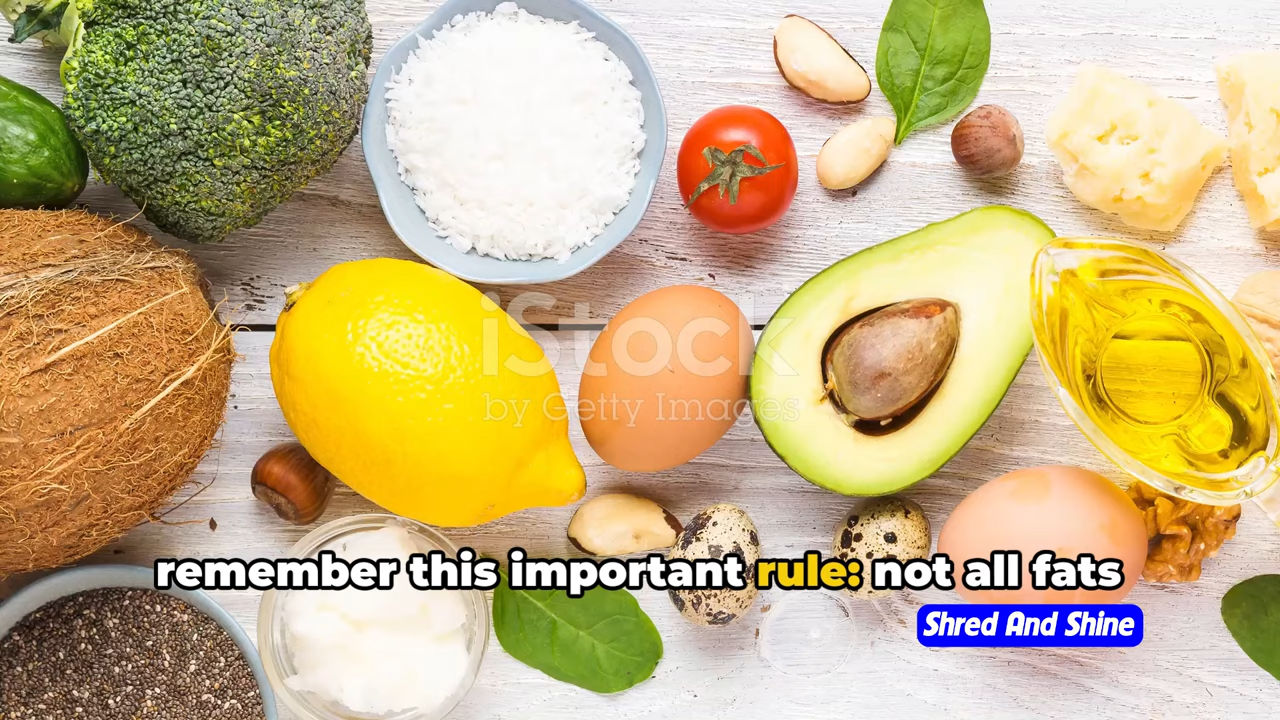 iStock
by Getty Images
remember this important rule: not all fats
Shred And Shine